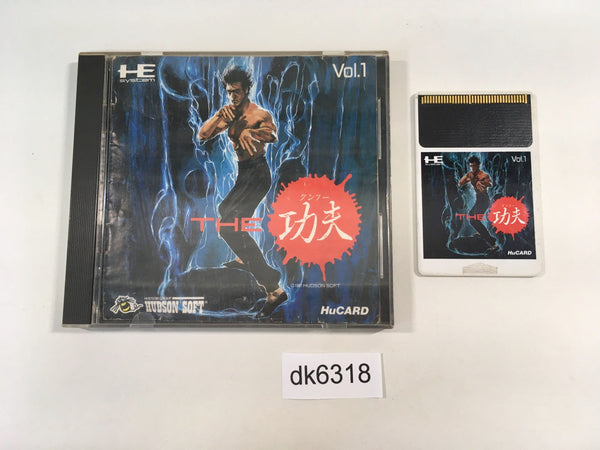 HE
system
Vol.1
THE
クンフー
功夫
© 1987 HUDSON SOFT
HUDSON SOFT
HuCARD
HE
system
Vol.1
THE
功夫
HuCARD
dk6318